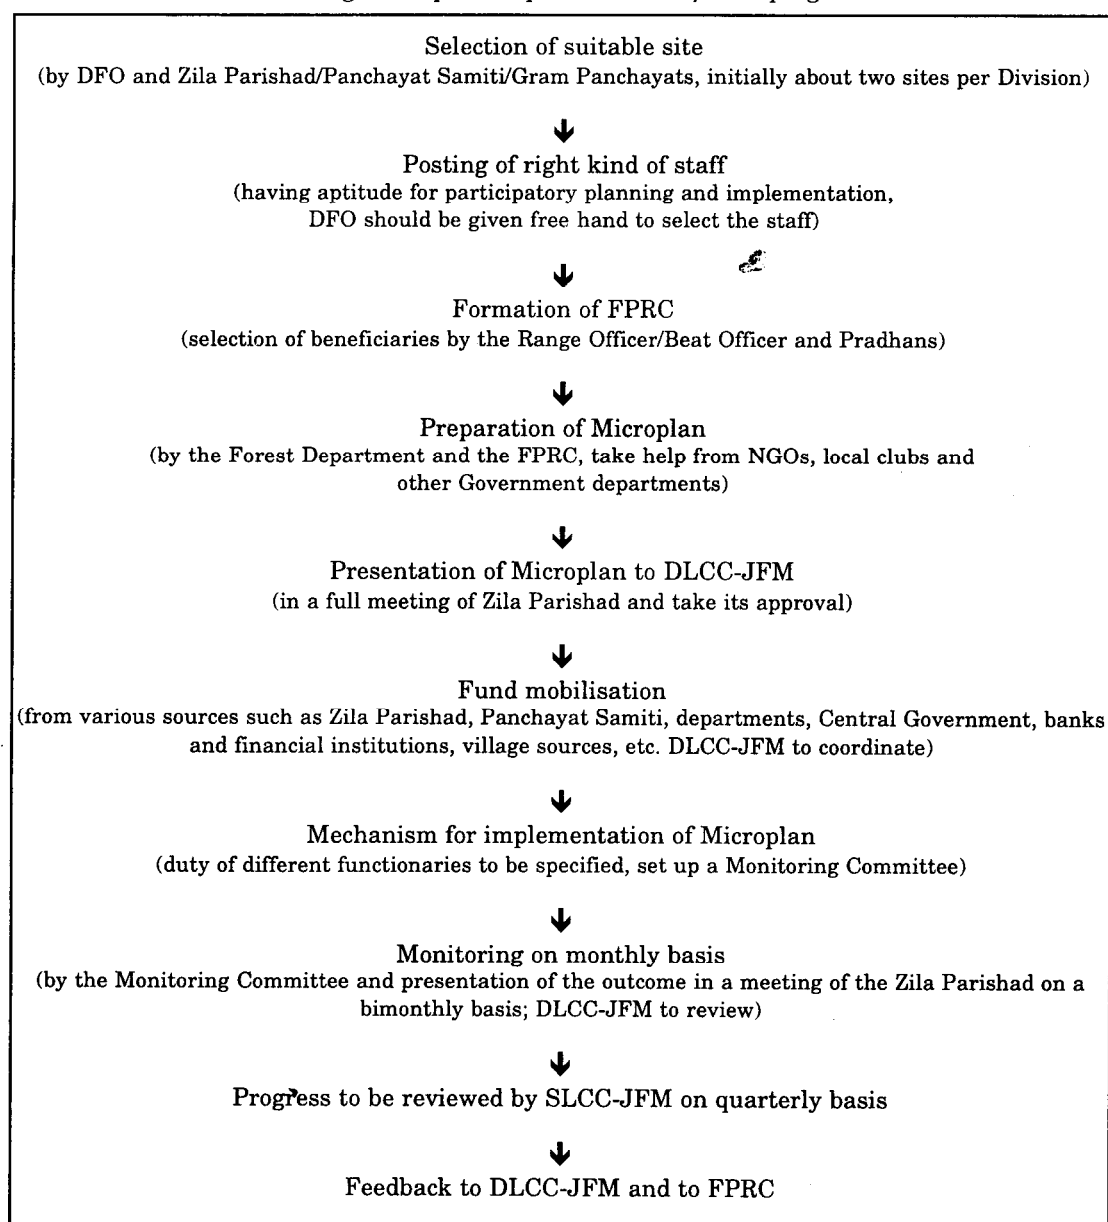 Selection of suitable site
(by DFO and Zila Parishad/Panchayat Samiti/Gram Panchayats, initially about two sites per Division)
↓
Posting of right kind of staff
(having aptitude for participatory planning and implementation,
DFO should be given free hand to select the staff)
↓
Formation of FPRC
(selection of beneficiaries by the Range Officer/Beat Officer and Pradhans)
↓
Preparation of Microplan
(by the Forest Department and the FPRC, take help from NGOs, local clubs and
other Government departments)
↓
Presentation of Microplan to DLCC-JFM
(in a full meeting of Zila Parishad and take its approval)
↓
Fund mobilisation
(from various sources such as Zila Parishad, Panchayat Samiti, departments, Central Government, banks
and financial institutions, village sources, etc. DLCC-JFM to coordinate)
↓
Mechanism for implementation of Microplan
(duty of different functionaries to be specified, set up a Monitoring Committee)
↓
Monitoring on monthly basis
(by the Monitoring Committee and presentation of the outcome in a meeting of the Zila Parishad on a
bimonthly basis; DLCC-JFM to review)
↓
Progress to be reviewed by SLCC-JFM on quarterly basis
↓
Feedback to DLCC-JFM and to FPRC